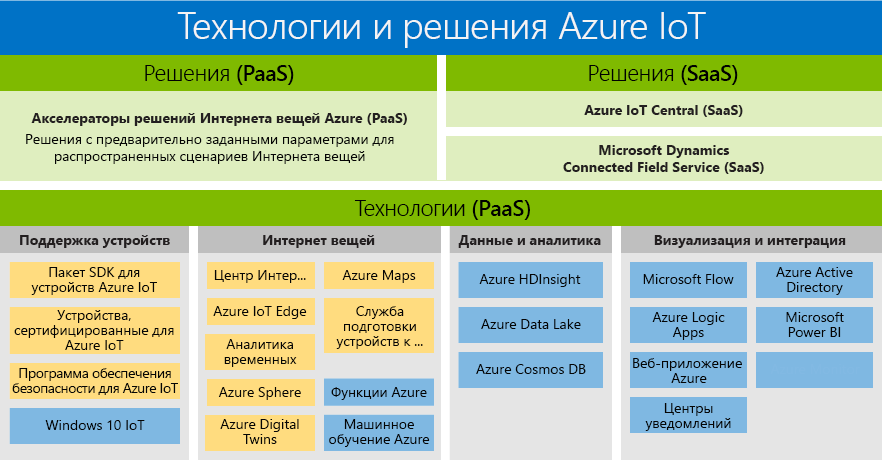 Технологии и решения Azure IoT
Решения (PaaS)
Акселераторы решений Интернета вещей Azure (PaaS)
Решения с предварительно заданными параметрами для
распространенных сценариев Интернета вещей
Решения (SaaS)
Azure IoT Central (SaaS)
Microsoft Dynamics
Connected Field Service (SaaS)
Технологии (PaaS)
Поддержка устройств
Пакет SDK для
устройств Azure IoT
Устройства,
сертифицированные для
Azure IoT
Программа обеспечения
безопасности для Azure IoT
Windows 10 IoT
Интернет вещей
Центр Интер...
Azure IoT Edge
Аналитика
временных
Azure Sphere
Azure Digital
Twins
Azure Maps
Служба
подготовки
устройств к ...
Функции Azure
Машинное
обучение Azure
Данные и аналитика
Azure HDInsight
Azure Data Lake
Azure Cosmos DB
Визуализация и интеграция
Microsoft Flow
Azure Logic
Apps
Веб-приложение
Azure
Центры
уведомлений
Azure Active
Directory
Microsoft
Power BI